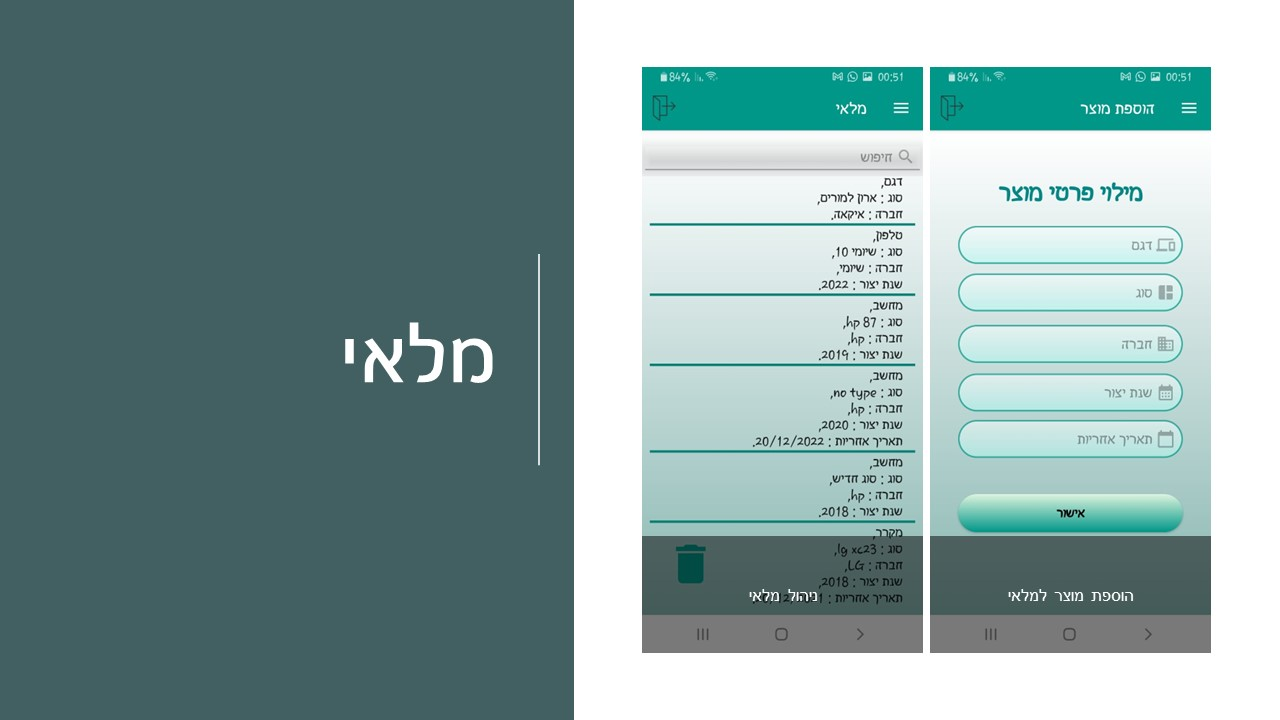 מלאי
84%
00:51
הוספת מוצר
מילוי פרטי מוצר
דגם
סוג
חברה
שנת יצור
תאריך אחריות
אישור
הוספת מוצר למלאי
84%
00:51
מלאי
חיפוש
דגם,
סוג : ארון למורים,
חברה : איקאה.
טלפון,
סוג : שיומי 10,
חברה : שיומי,
שנת יצור : 2022.
מחשב,
סוג : hp 87,
חברה : hp,
שנת יצור : 2019.
מחשב,
סוג : no type,
חברה : hp,
שנת יצור : 2020,
תאריך אחריות : 20/12/2022.
מחשב,
סוג : סוג חדיש,
חברה : hp,
שנת יצור : 2018.
מקרר,
סוג : lg xc23,
חברה : LG,
שנת יצור : 2018,
תאריך אחריות :
ניהול מלאי